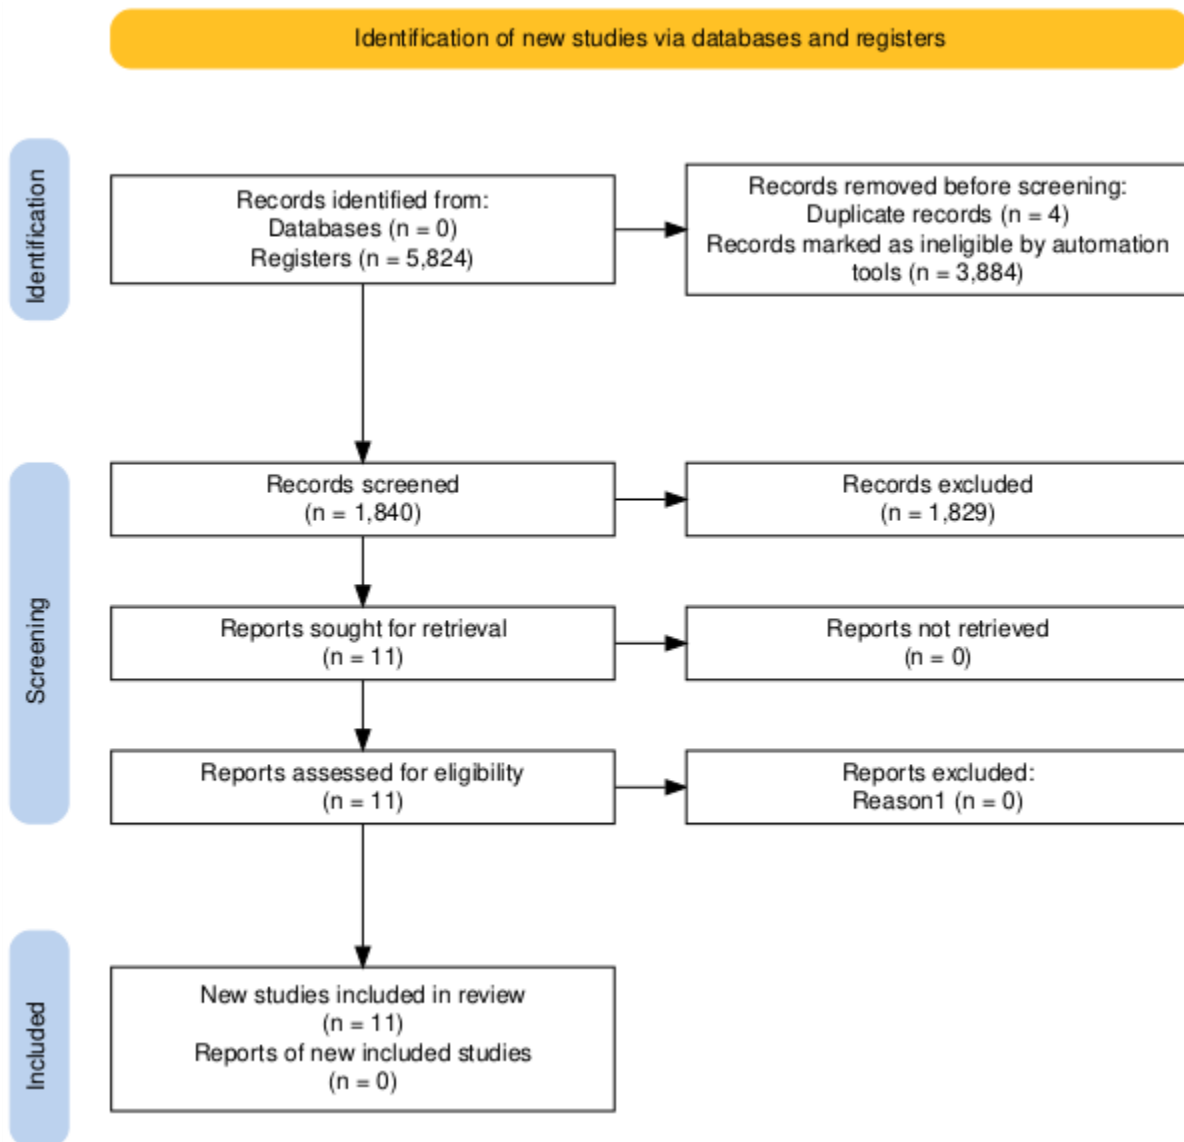 Identification of new studies via databases and registers
Identification
Records identified from:
Databases (n = 0)
Registers (n = 5,824)
Records removed before screening:
Duplicate records (n = 4)
Records marked as ineligible by automation
tools (n = 3,884)
Screening
Records screened
(n = 1,840)
Records excluded
(n = 1,829)
Reports sought for retrieval
(n = 11)
Reports not retrieved
(n = 0)
Reports assessed for eligibility
(n = 11)
Reports excluded:
Reason1 (n = 0)
Included
New studies included in review
(n = 11)
Reports of new included studies
(n = 0)